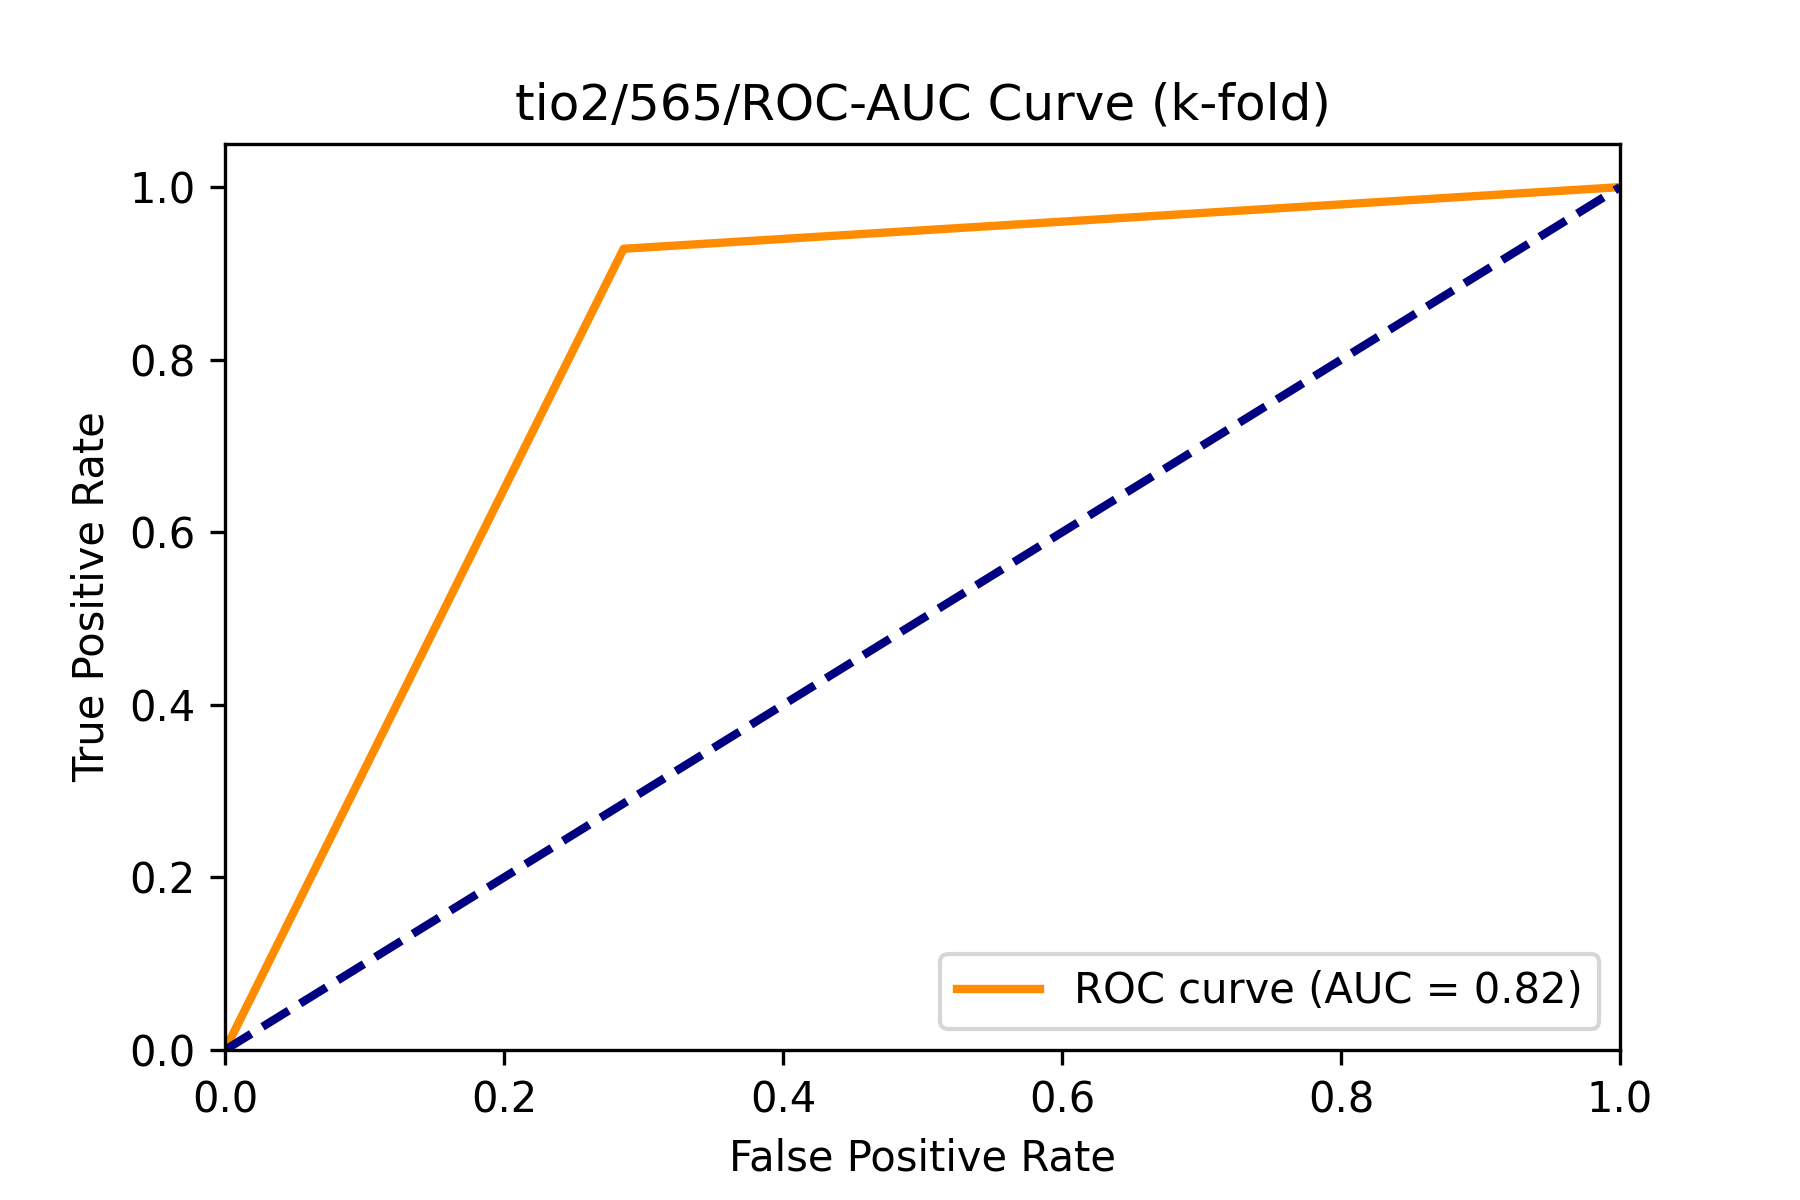 tio2/565/ROC-AUC Curve (k-fold)
True Positive Rate
1.0
0.8
0.6
0.4
0.2
0.0
ROC curve (AUC = 0.82)
0.0 0.2 0.4 0.6 0.8 1.0
False Positive Rate